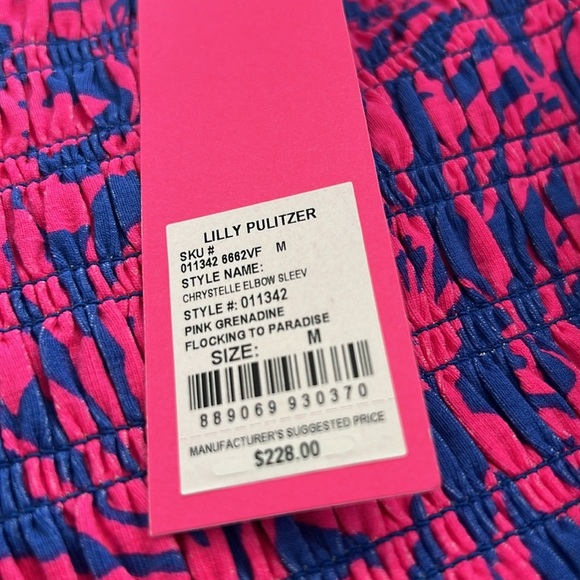 LILLY PULITZER
SKU #
011342 6662VF M
STYLE NAME:
CHRYSTELLE ELBOW SLEEV
STYLE #: 011342
PINK GRENADINE
FLOCKING TO PARADISE
SIZE: M
889069 930370
MANUFACTURER'S SUGGESTED PRICE
$228.00